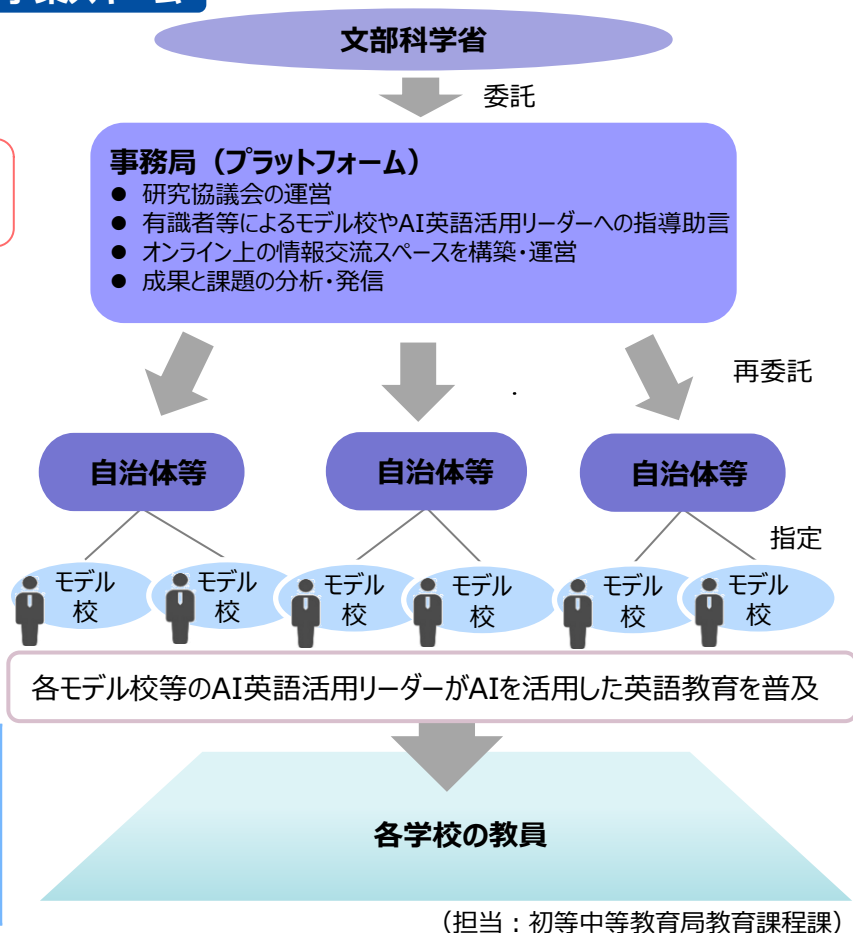 文部科学省
委託
事務局（プラットフォーム）
● 研究協議会の運営
● 有識者等によるモデル校やAI英語活用リーダーへの指導助言
● オンライン上の情報交流スペースを構築・運営
● 成果と課題の分析・発信
再委託
自治体等 自治体等 自治体等
指定
モデル校 モデル校 モデル校 モデル校 モデル校 モデル校
各モデル校等のAI英語活用リーダーがAIを活用した英語教育を普及
各学校の教員
（担当：初等中等教育局教育課程課）